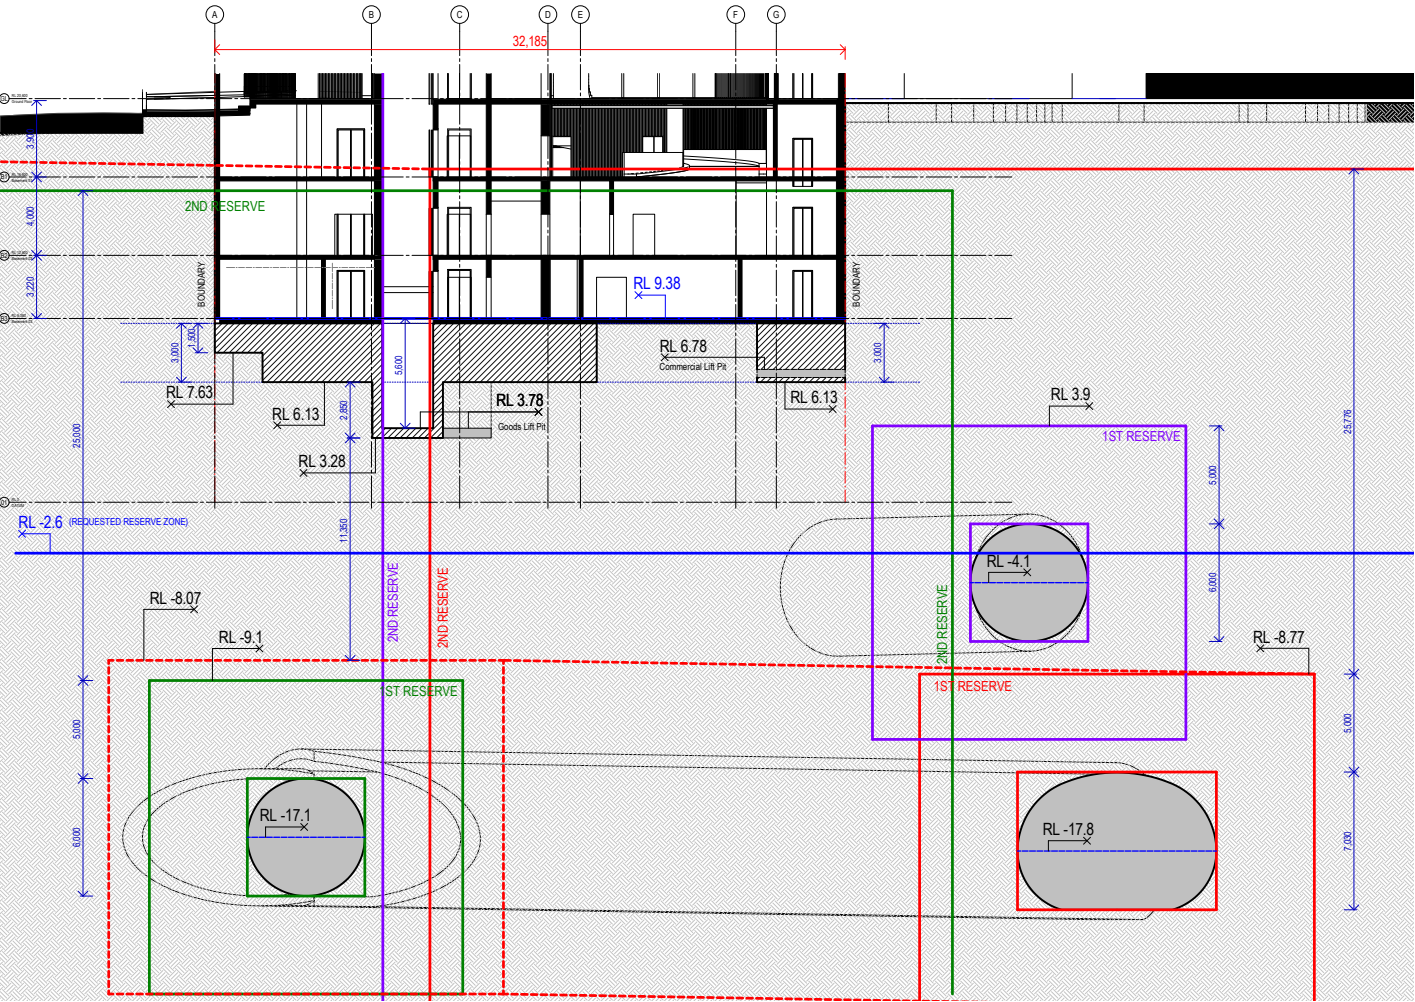 A
B
C
D
E
F
G
32,185
3,900
2ND RESERVE
4,000
3,220
BOUNDARY
BOUNDARY
RL 9.38
1,500
3,000
5,600
RL 6.78
Commercial Lift Pit
3,000
RL 7.63
RL 6.13
2,850
RL 3.78
Goods Lift Pit
RL 6.13
RL 3.9
1ST RESERVE
25,000
25,776
RL 3.28
5,000
RL -2.6 (REQUESTED RESERVE ZONE)
11,350
RL -4.1
6,000
2ND RESERVE
2ND RESERVE
2ND RESERVE
RL -8.07
RL -9.1
RL -8.77
1ST RESERVE
1ST RESERVE
5,000
5,000
RL -17.1
6,000
RL -17.8
7,030